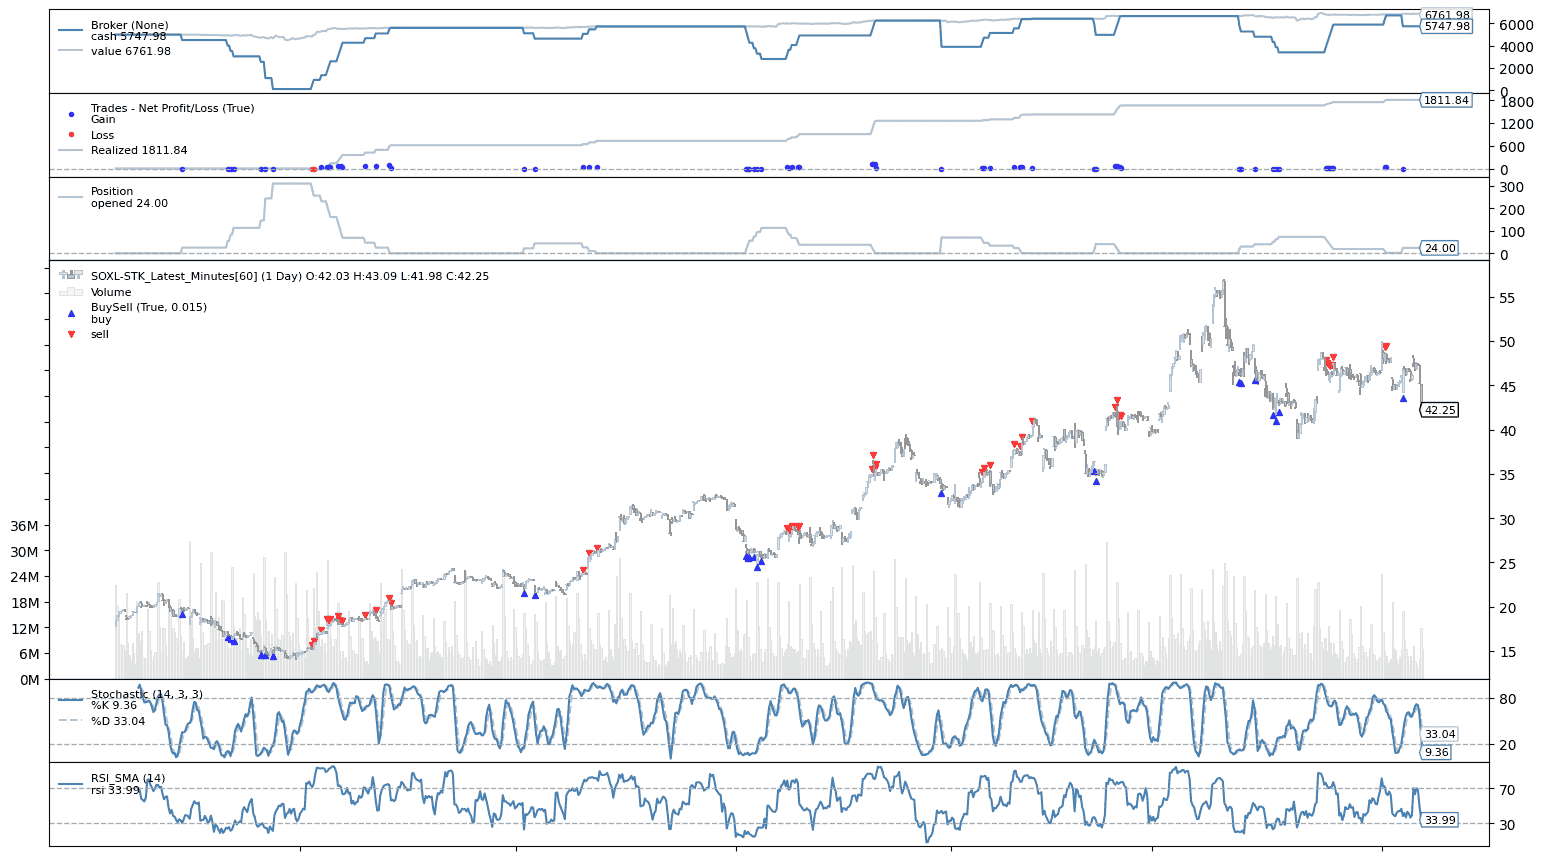 Broker (None)
cash 5747.98
value 6761.98
6761.98
5747.98
6000
4000
2000
0
Trades - Net Profit/Loss (True)
Gain
Loss
Realized 1811.84
1811.84
1800
1200
600
0
Position
opened 24.00
24.00
300
200
100
0
SOXL-STK_Latest_Minutes[60] (1 Day) O:42.03 H:43.09 L:41.98 C:42.25
Volume
BuySell (True, 0.015)
buy
sell
55
50
45
42.25
40
35
30
25
20
15
36M
30M
24M
18M
12M
6M
0M
Stochastic (14, 3, 3)
%K 9.36
%D 33.04
80
33.04
20
9.36
RSI_SMA (14)
rsi 33.99
70
33.99
30